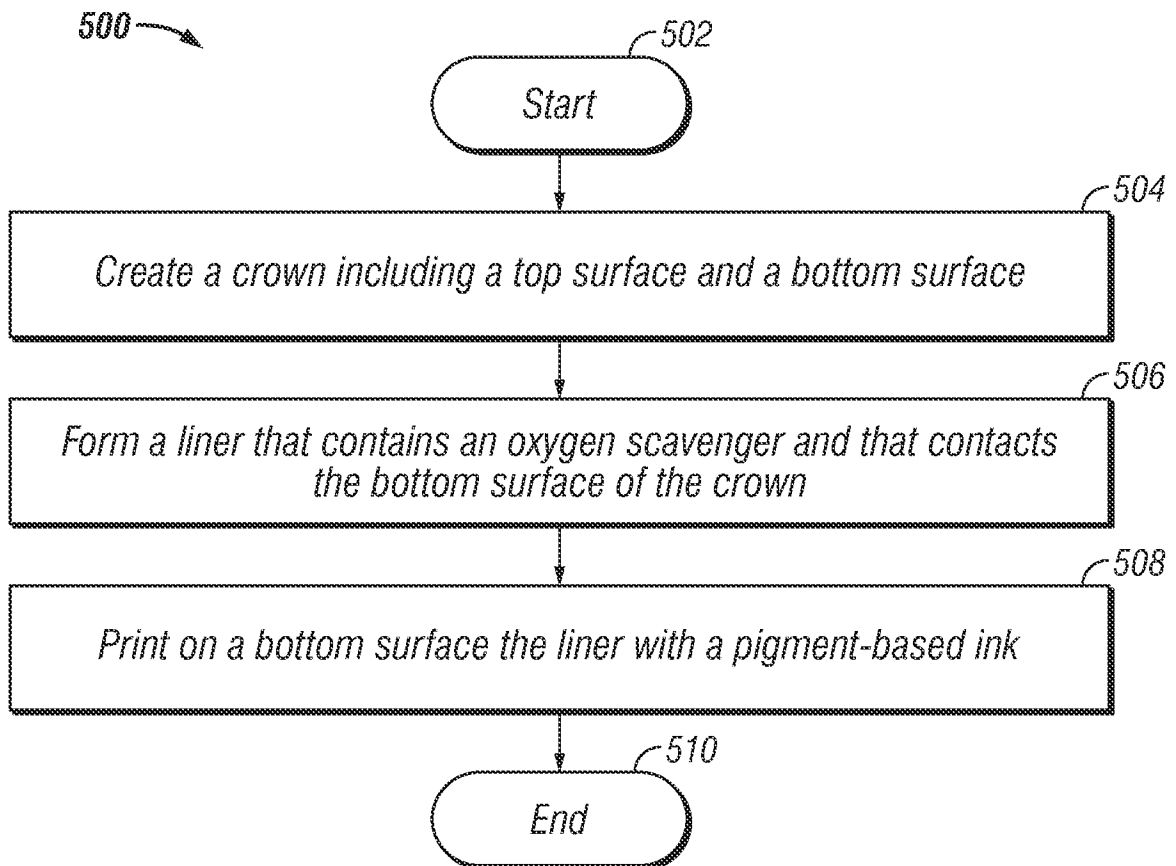 500
502
Start
504
Create a crown including a top surface and a bottom surface
506
Form a liner that contains an oxygen scavenger and that contacts
the bottom surface of the crown
508
Print on a bottom surface the liner with a pigment-based ink
510
End